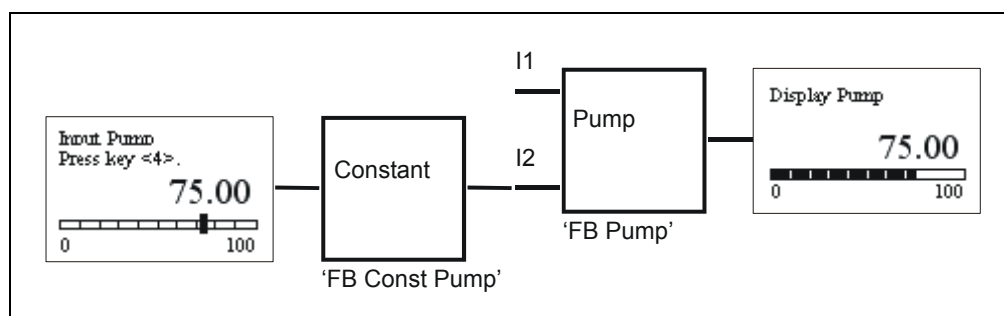 Input Pump
Press key <4>.
75.00
0 100
Constant
'FB Const Pump'
I1
I2
Pump
'FB Pump'
Display Pump
75.00
0 100